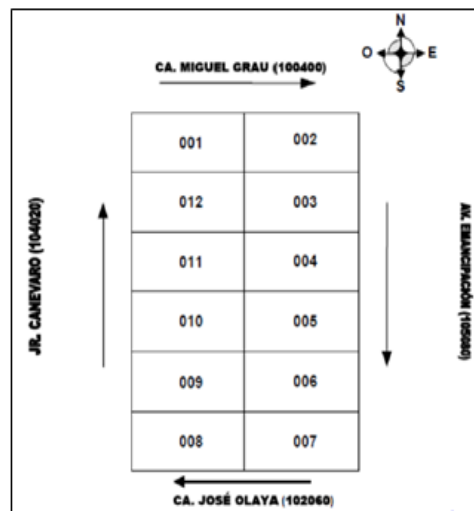 N
O E
S
CA. MIGUEL GRAU (100400)
001 002
012 003
011 004
010 005
009 006
008 007
JR. CANEVARO (104020)
AV. EMANCIPACIÓN (105080)
CA. JOSÉ OLAYA (102060)